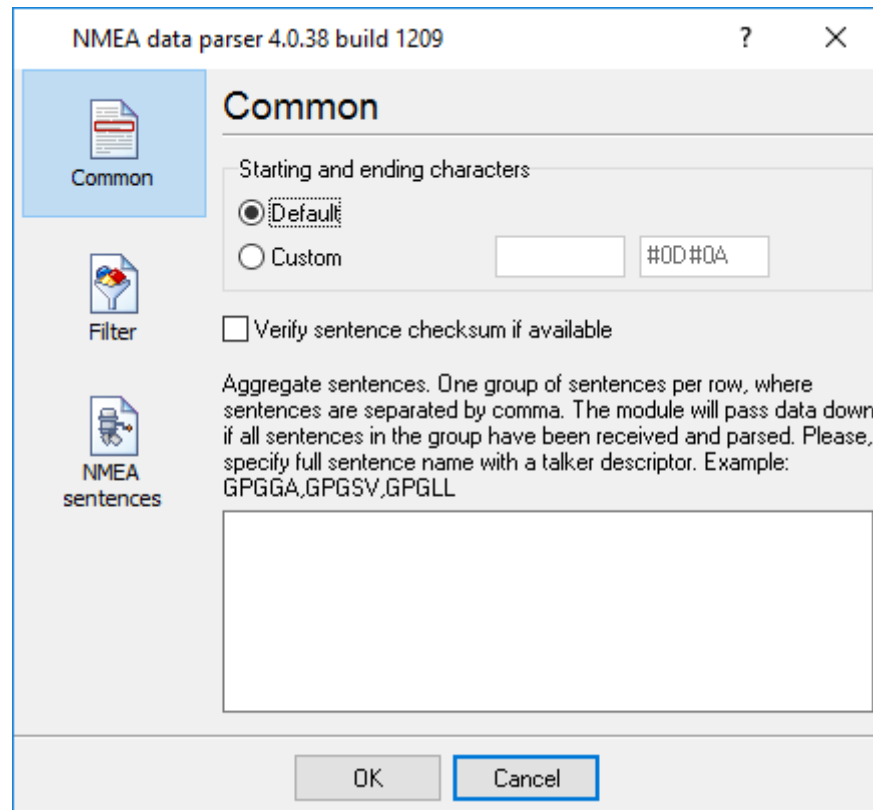 NMEA data parser 4.0.38 build 1209
?
Common
Common
Starting and ending characters
Default
Custom
#0D#0A
Filter
Verify sentence checksum if available
Aggregate sentences. One group of sentences per row, where
sentences are separated by comma. The module will pass data down
if all sentences in the group have been received and parsed. Please,
specify full sentence name with a talker descriptor. Example:
GPGGA,GPGSV,GPGLL
NMEA
sentences
OK
Cancel